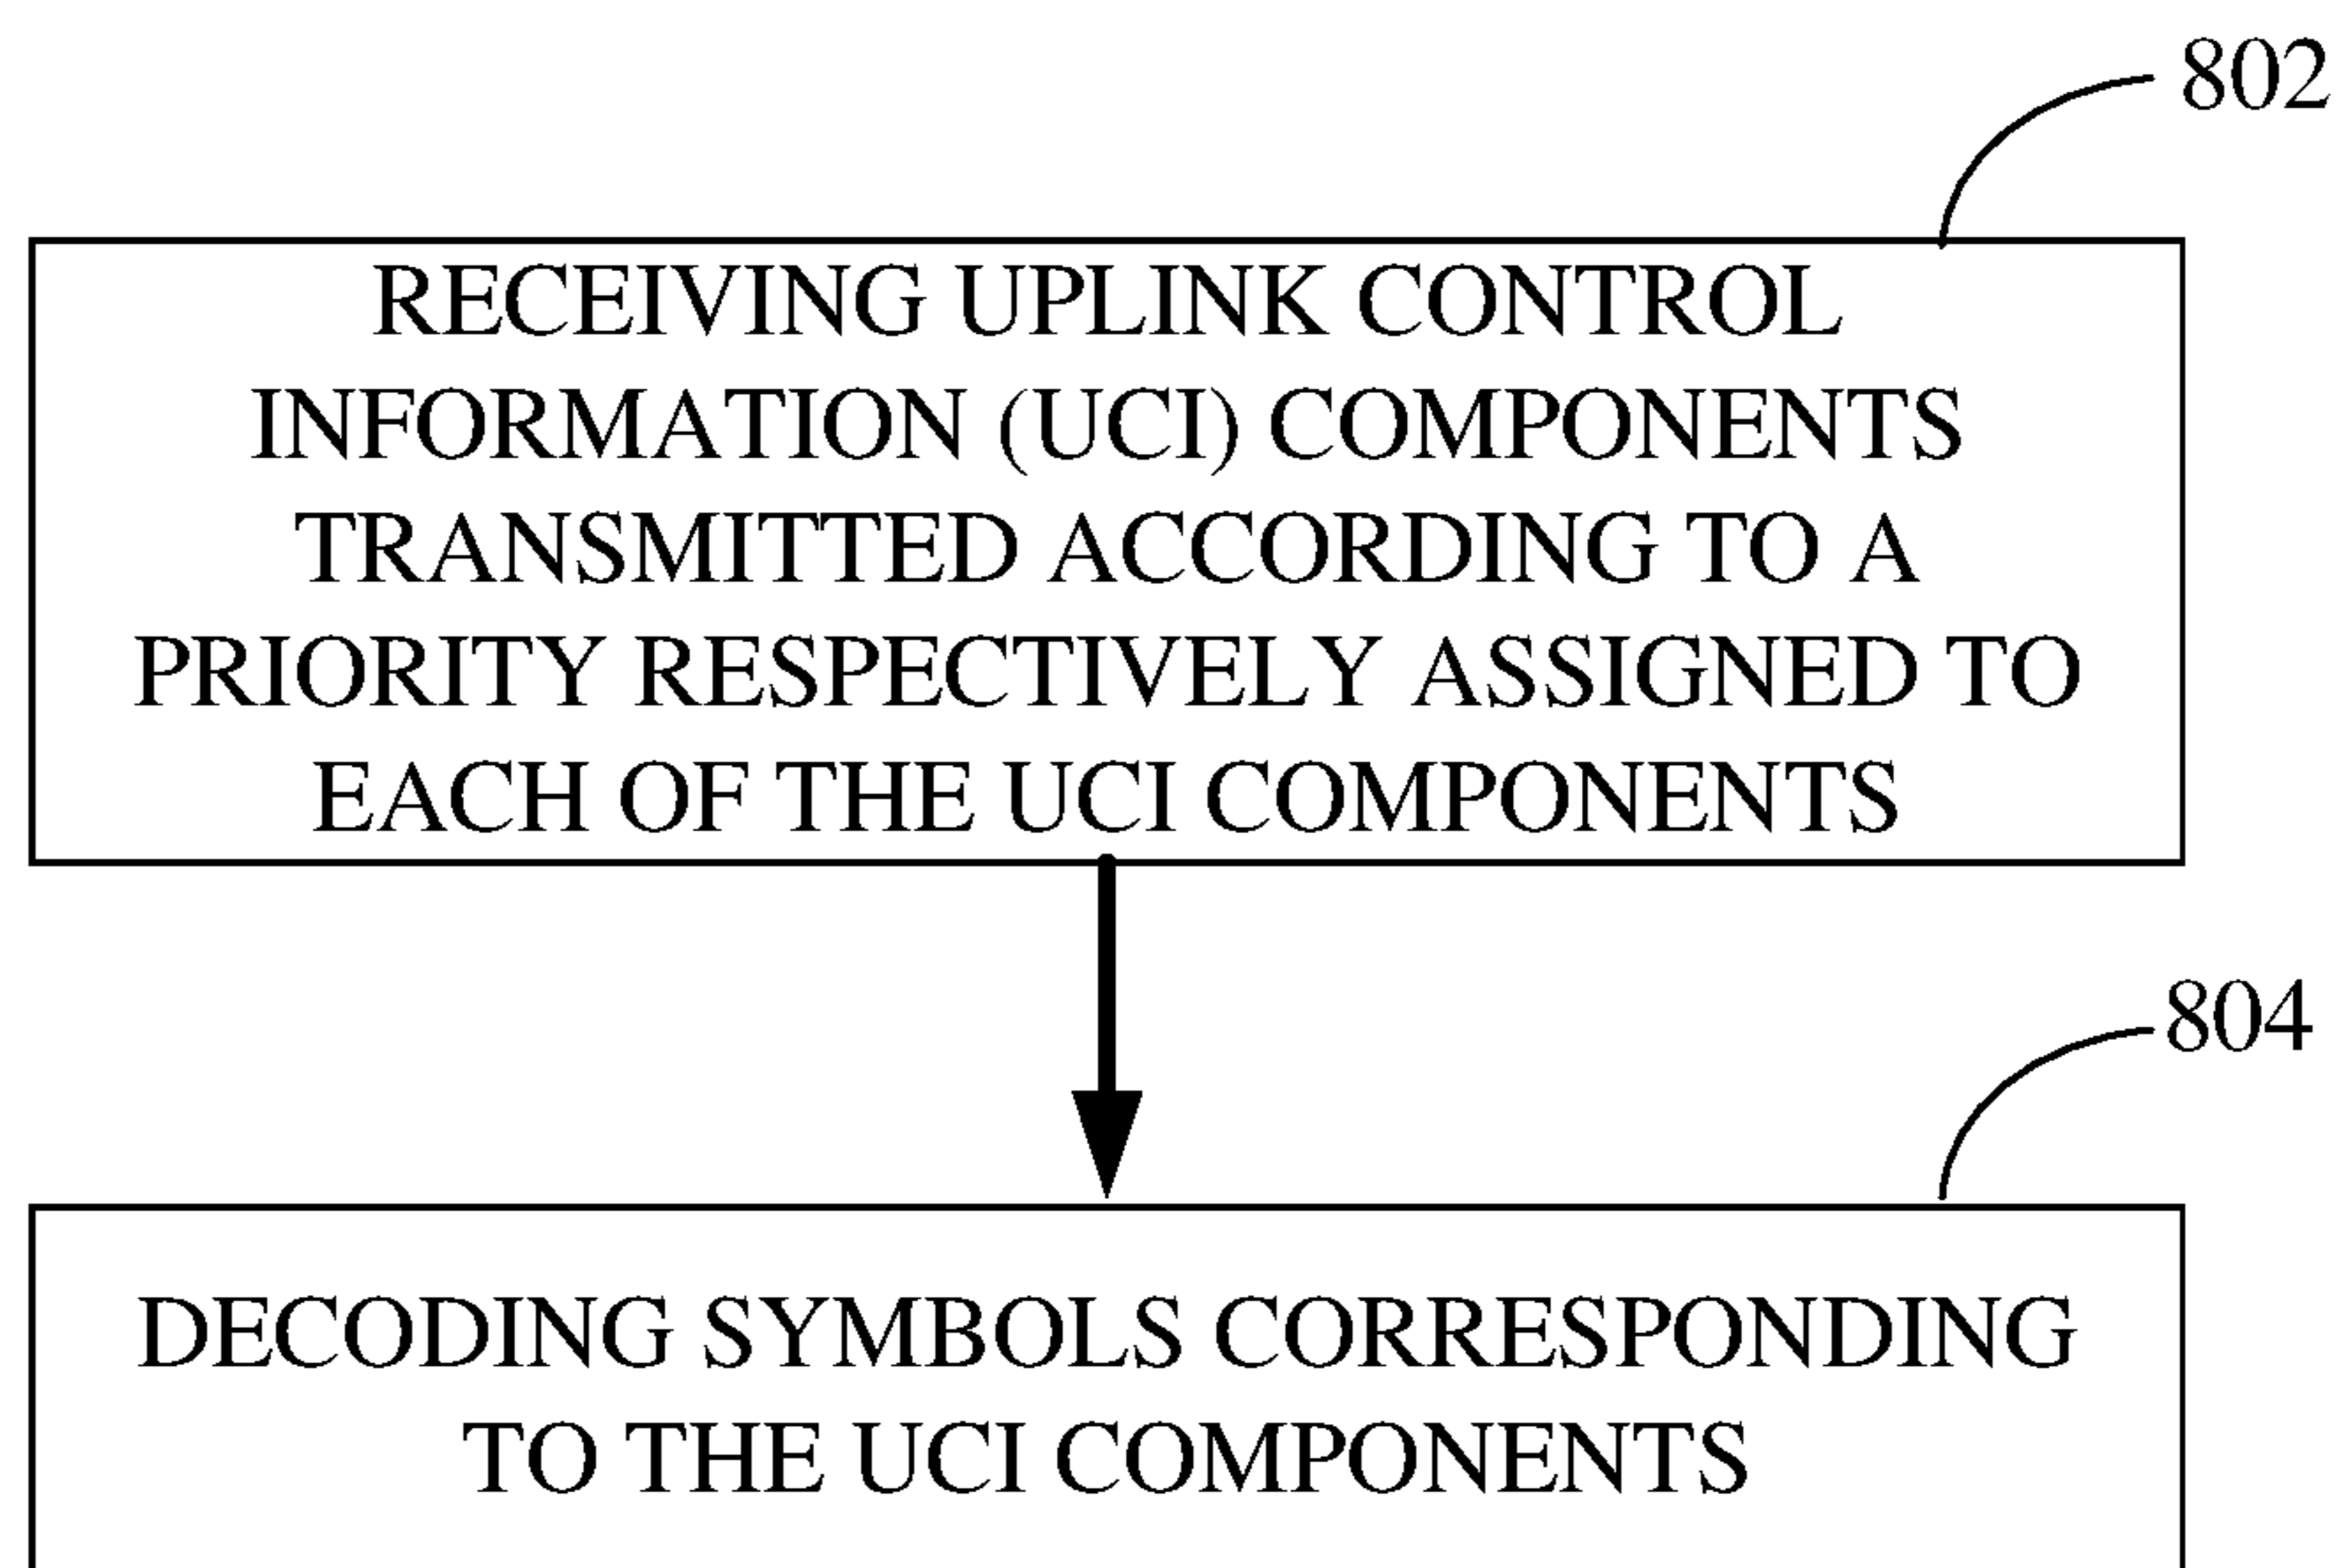 802
RECEIVING UPLINK CONTROL
INFORMATION (UCI) COMPONENTS
TRANSMITTED ACCORDING TO A
PRIORITY RESPECTIVELY ASSIGNED TO
EACH OF THE UCI COMPONENTS
804
DECODING SYMBOLS CORRESPONDING
TO THE UCI COMPONENTS